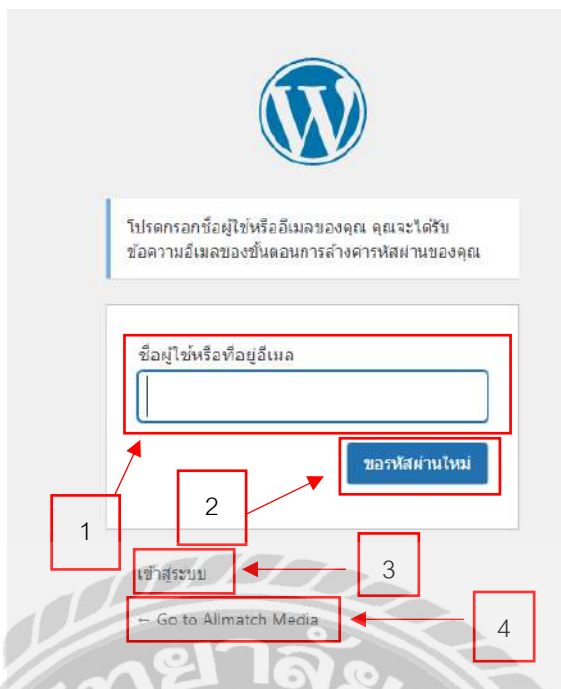 โปรดกรอกชื่อผู้ใช้หรืออีเมลของคุณ คุณจะได้รับ
ข้อความอีเมลของขั้นตอนการล้างค่ารหัสผ่านของคุณ
ชื่อผู้ใช้หรือที่อยู่อีเมล
ขอรหัสผ่านใหม่
1
2
เข้าสู่ระบบ
3
← Go to Allmatch Media
4